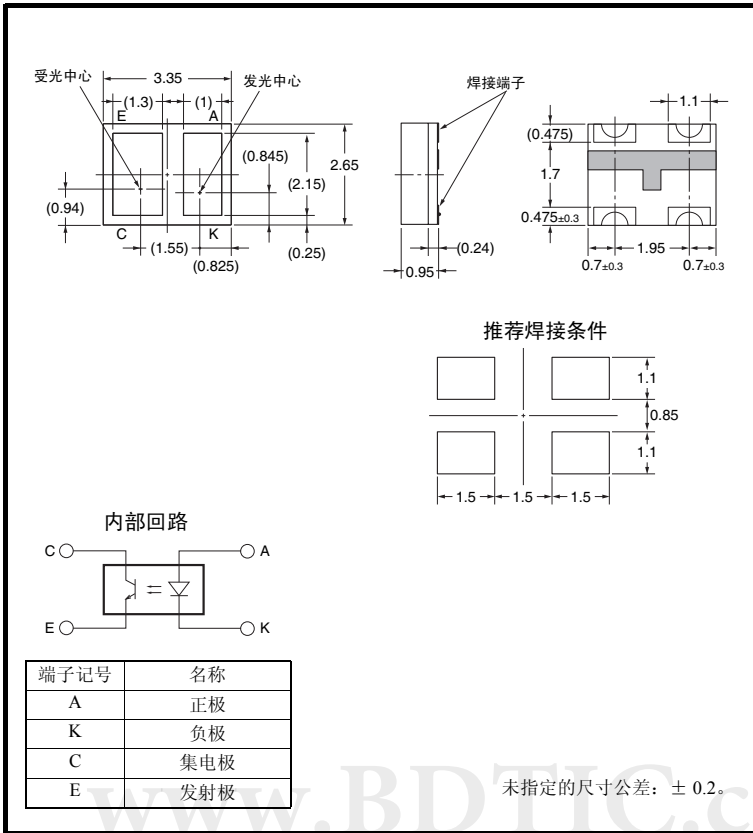 受光中心
3.35
发光中心
焊接端子
(1.3)
(1)
1.1
E
A
(0.475)
(0.845)
2.65
(2.15)
1.7
(0.94)
0.475±0.3
C
K
(1.55)
(0.25)
(0.24)
1.95
(0.825)
0.95
0.7±0.3
0.7±0.3
推荐焊接条件
1.1
0.85
1.1
1.5
1.5
1.5
内部回路
C
A
E
K
端子记号 名称
A 正极
K 负极
C 集电极
E 发射极
未指定的尺寸公差：± 0.2。
www.BDTIC.c